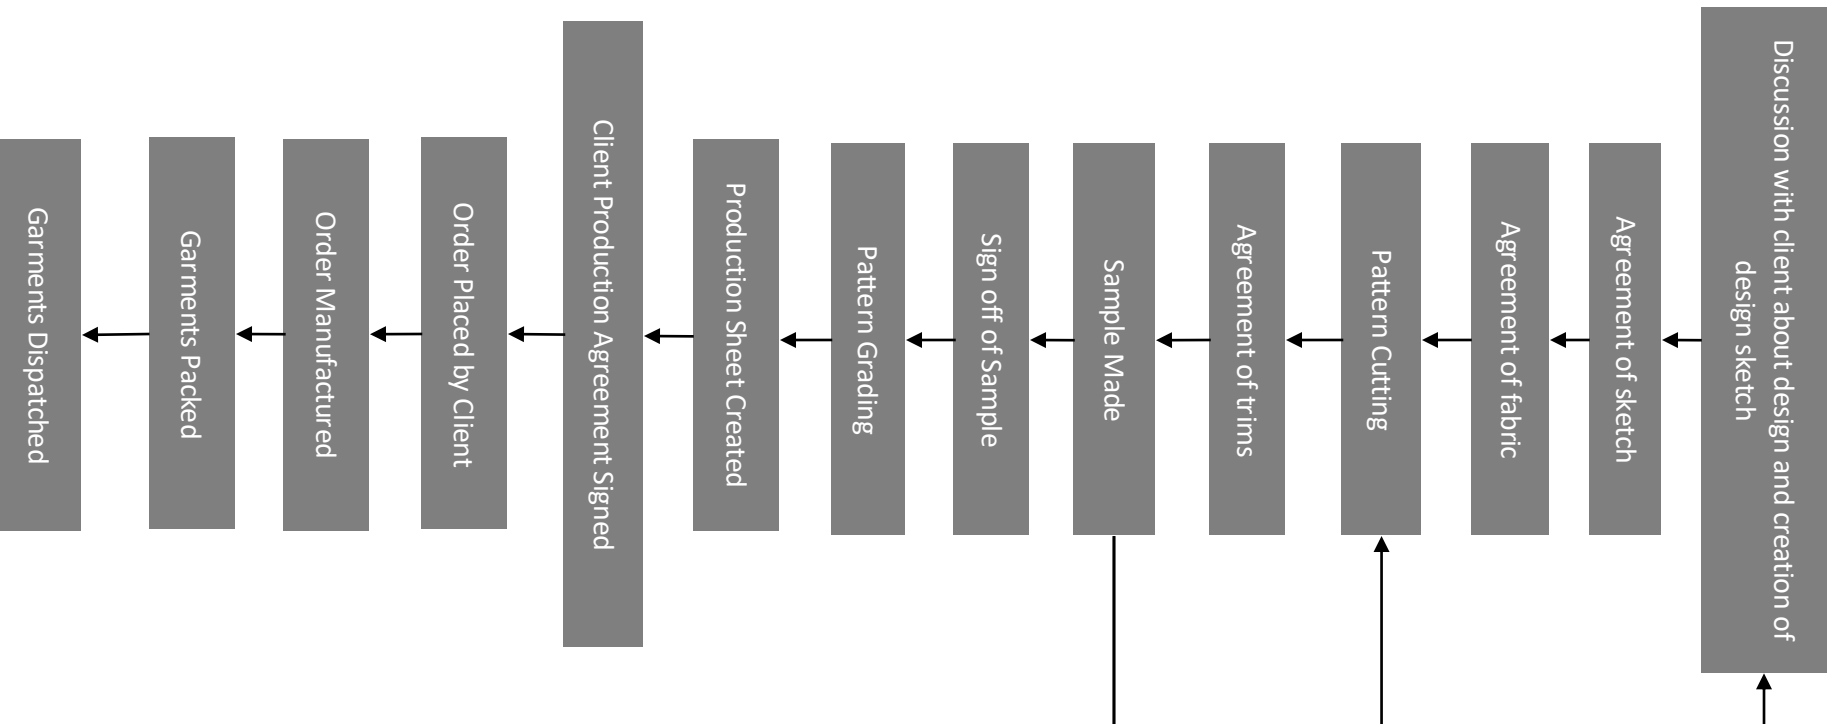 Discussion with client about design and creation of
design sketch
Agreement of sketch
Agreement of fabric
Pattern Cutting
Agreement of trims
Sample Made
Sign off of Sample
Pattern Grading
Production Sheet Created
Client Production Agreement Signed
Order Placed by Client
Order Manufactured
Garments Packed
Garments Dispatched